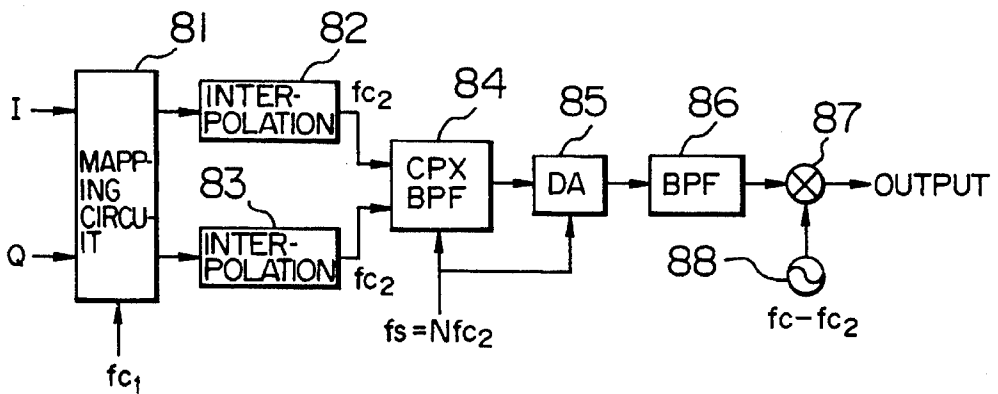 81
82
INTER-
POLATION
fc2
I
84
85
86
87
MAPP-
ING
CIRCU-
IT
CPX
BPF
DA
BPF
OUTPUT
83
Q
INTER-
POLATION
fc2
88
fs=Nfc2
fc-fc2
fc1